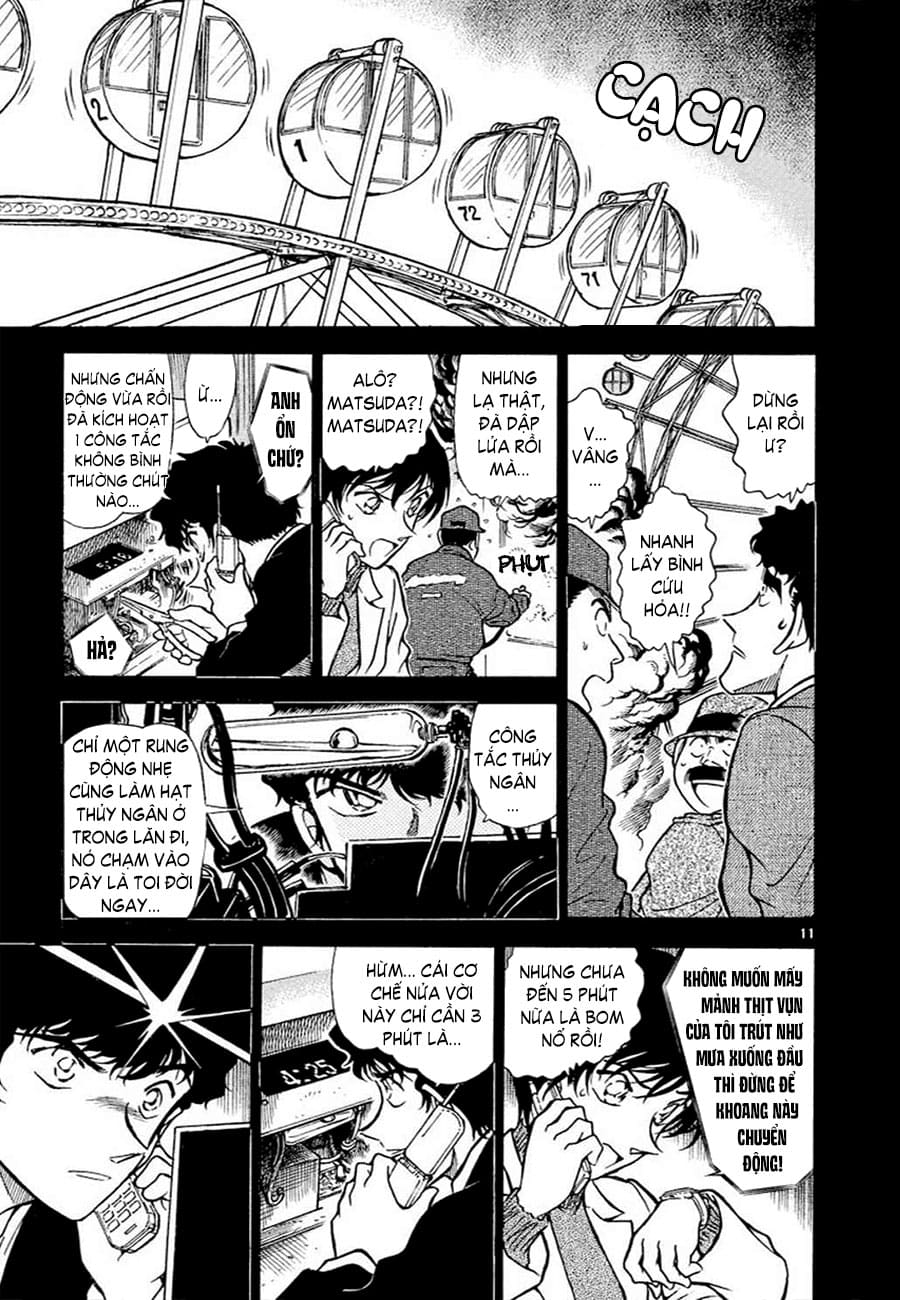 CẠCH
2
1
72
71
DỪNG
LẠI RỒI
Ư?
V...
VÂNG
...
NHANH
LẤY BÌNH
CỨU
HỎA!!
NHƯNG
LẠ THẬT,
ĐÃ DẬP
LỬA RỒI
MÀ...
PHỤT
ALÔ?
MATSUDA?!
MATSUDA?!
ANH
ỔN
CHỨ?
Ừ...
NHƯNG CHẤN
ĐỘNG VỪA RỒI
ĐÃ KÍCH HOẠT
1 CÔNG TẮC
KHÔNG BÌNH
THƯỜNG CHÚT
NÀO...
5:10
HẢ?
CÔNG
TẮC THỦY
NGÂN
...
CHỈ MỘT RUNG
ĐỘNG NHẸ
CŨNG LÀM HẠT
THỦY NGÂN Ở
TRONG LĂN ĐI,
NÓ CHẠM VÀO
DÂY LÀ TOI ĐỜI
NGAY...
11
KHÔNG MUỐN MẤY
MẢNH THỊT VỤN
CỦA TÔI TRÚT NHƯ
MƯA XUỐNG ĐẦU
THÌ ĐỪNG ĐỂ
KHOANG NÀY
CHUYỂN
ĐỘNG!
NHƯNG CHƯA
ĐẾN 5 PHÚT
NỮA LÀ BOM
NỔ RỒI!
HỪM... CÁI CƠ
CHẾ NỬA VỜI
NÀY CHỈ CẦN 3
PHÚT LÀ...
4:25